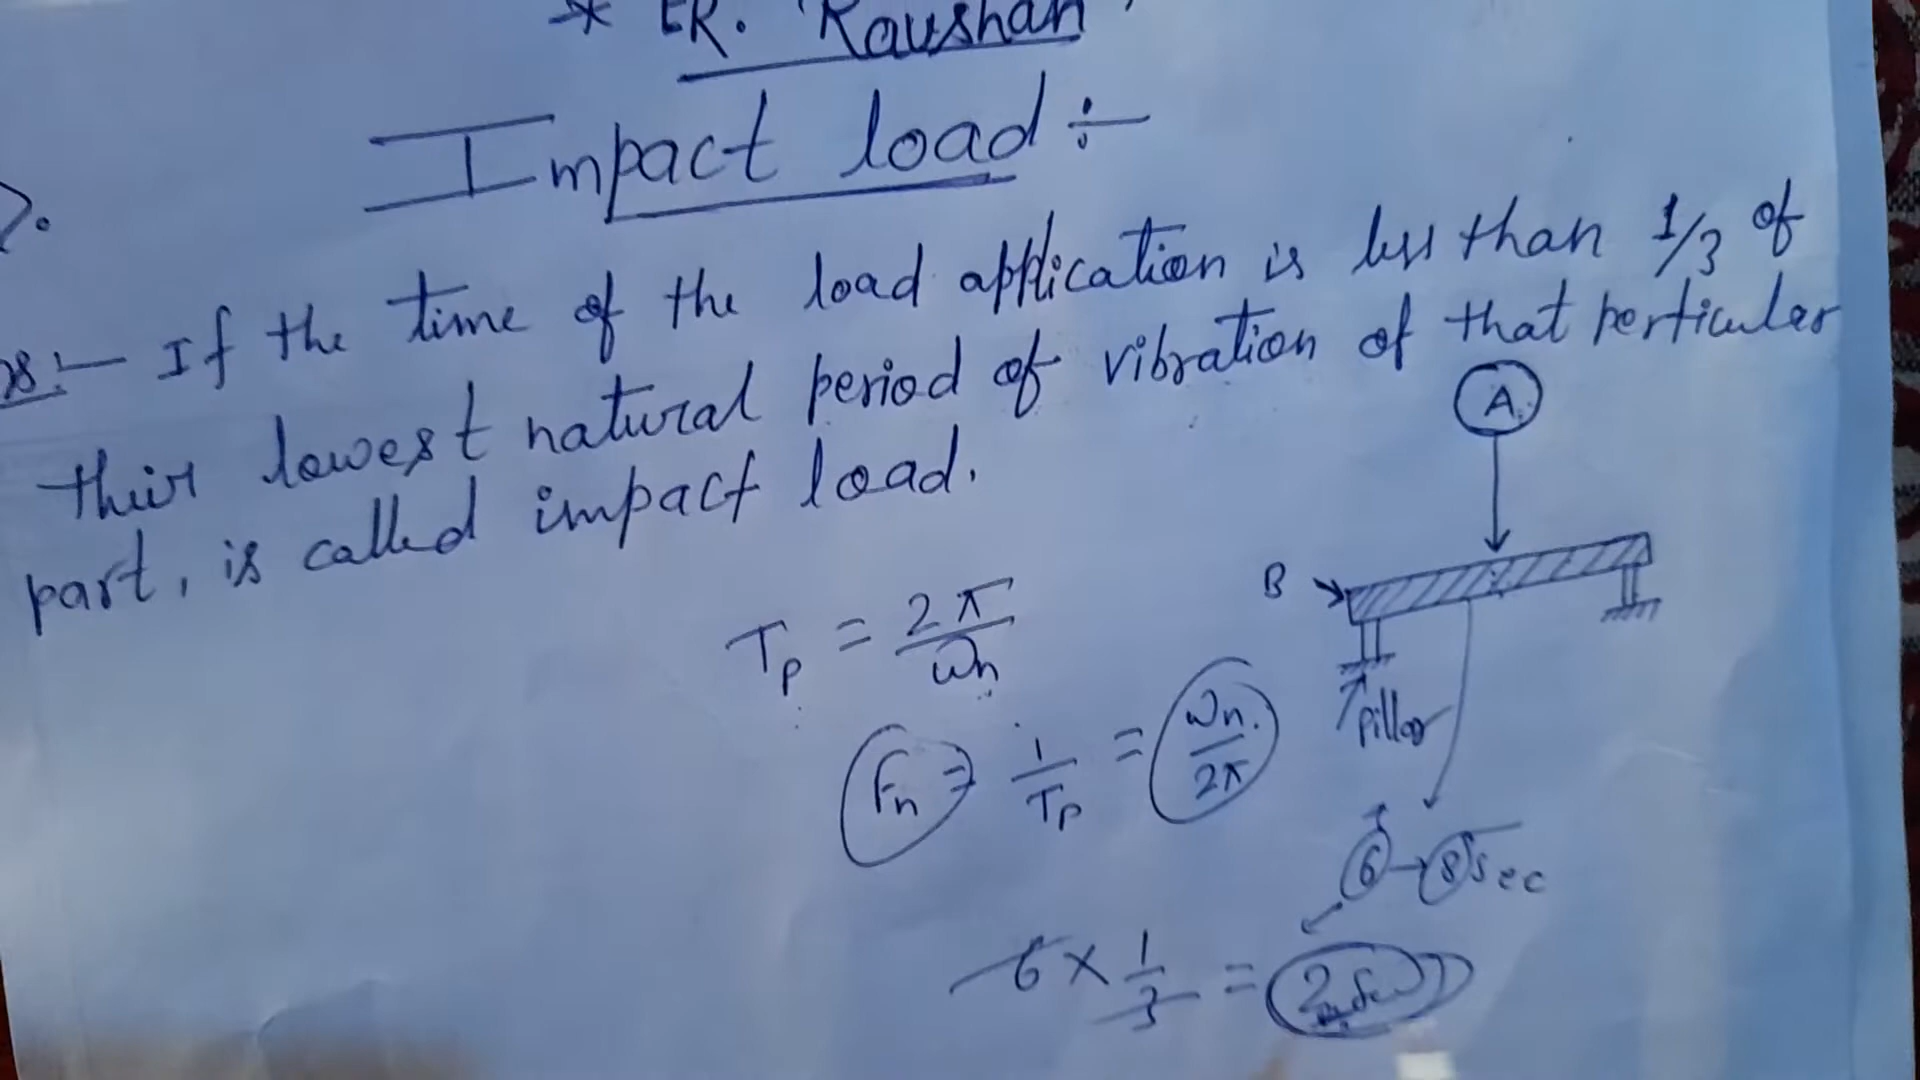 * ER. "Raushan"
Impact load :-
If the time of the load application is less than 1/3 of
their lowest natural period of vibration of that perticular
part, is called impact load.
A
B
Tp = 2π/ωn
pillar
Fn = 1/Tp = ωn/2π
6 - 8 sec
6 × 1/3 = 2 sec